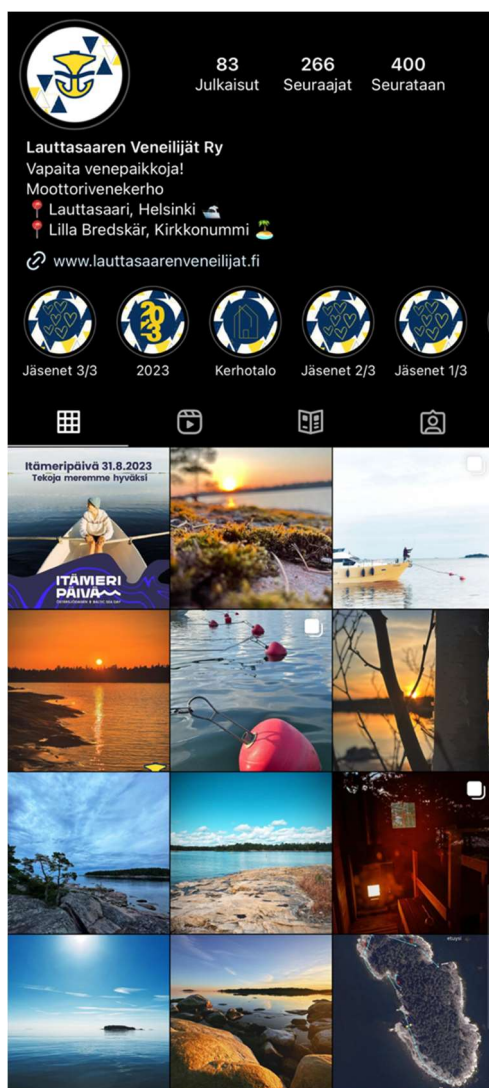 83 266 400
Julkaisut Seuraajat Seurataan
Lauttasaaren Veneilijät Ry
Vapaita venepaikkoja!
Moottorivenekerho
Lauttasaari, Helsinki
Lilla Bredskär, Kirkkonummi
www.lauttasaarenveneilijat.fi
2023
Jäsenet 3/3 2023 Kerhotalo Jäsenet 2/3 Jäsenet 1/3
Itämeripäivä 31.8.2023
Tekoja meremme hyväksi
ITÄMERI
PÄIVÄ